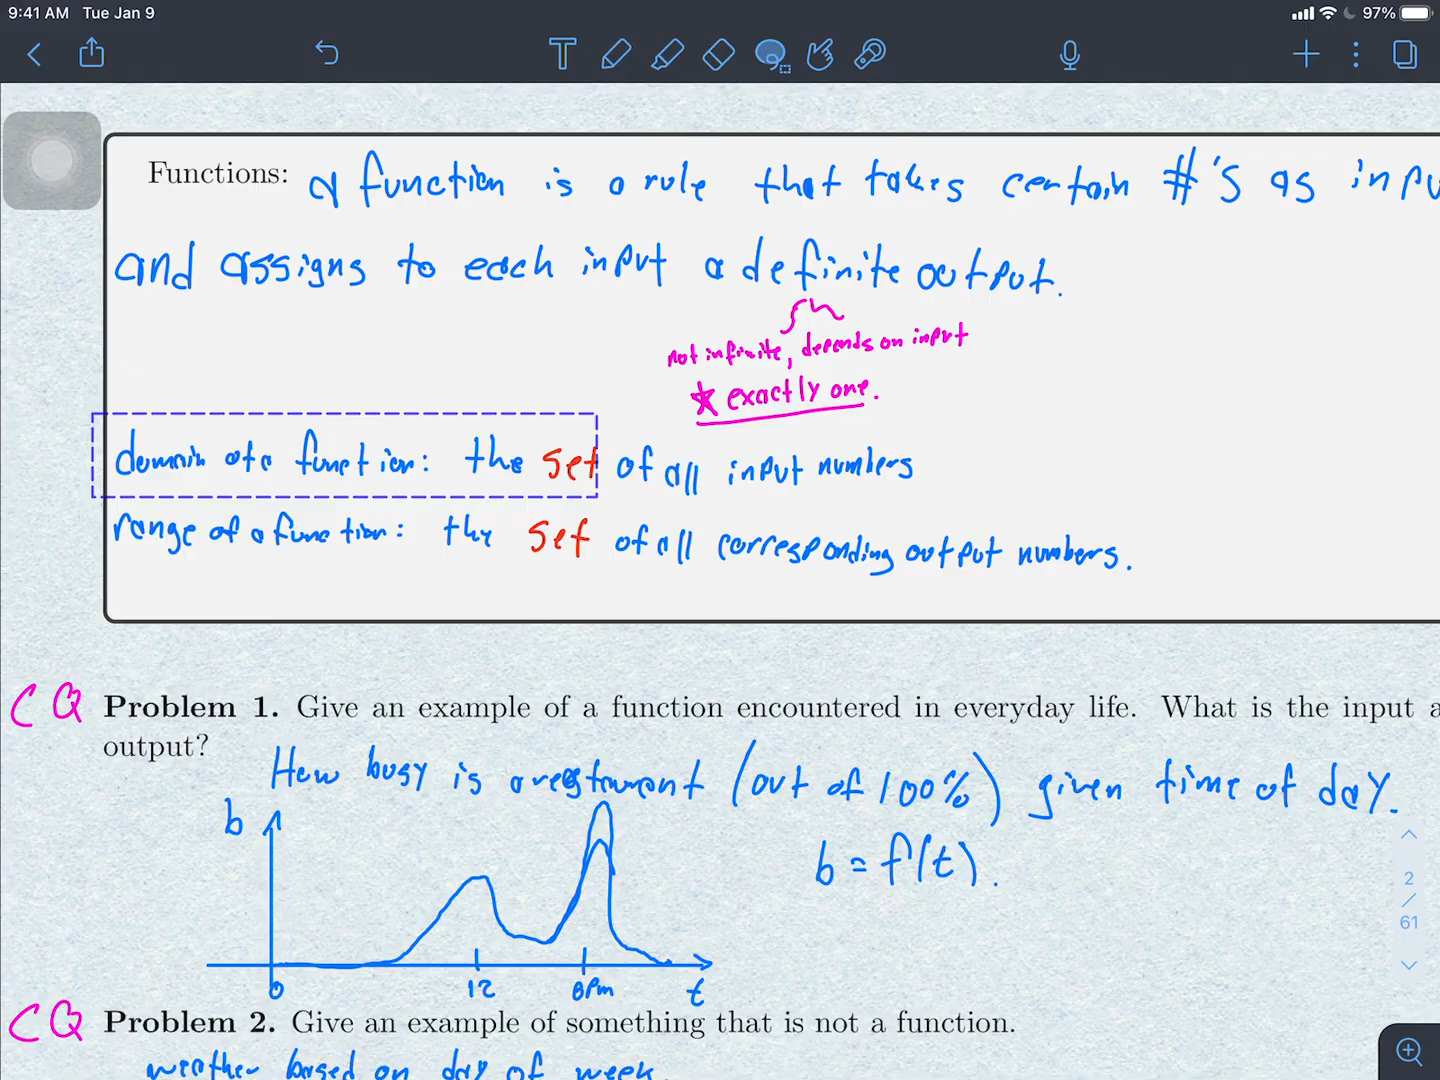 9:41 AM Tue Jan 9
97%
Functions: a function is a rule that takes certain #'s as inpu
and assigns to each input a definite output.
not infinite, depends on input
* exactly one.
domain of a function: the set of all input numbers
range of a function: the set of all corresponding output numbers.
CQ Problem 1. Give an example of a function encountered in everyday life. What is the input a
output?
How busy is a restaurant (out of 100%) given time of day.
b
b = f(t).
0 12 8pm t
2
/
61
CQ Problem 2. Give an example of something that is not a function.
weather based on day of week.